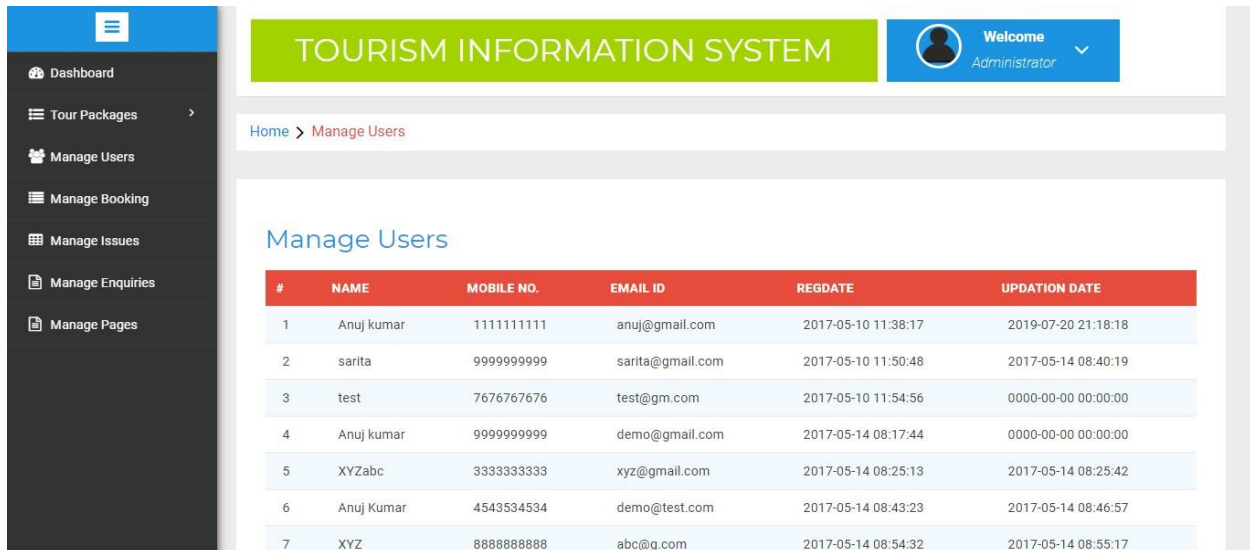 TOURISM INFORMATION SYSTEM
Welcome
Administrator
Dashboard
Tour Packages
Manage Users
Manage Booking
Manage Issues
Manage Enquiries
Manage Pages
Home > Manage Users
Manage Users
# NAME MOBILE NO. EMAIL ID REGDATE UPDATION DATE
1 Anuj kumar 1111111111 anuj@gmail.com 2017-05-10 11:38:17 2019-07-20 21:18:18
2 sarita 9999999999 sarita@gmail.com 2017-05-10 11:50:48 2017-05-14 08:40:19
3 test 7676767676 test@gm.com 2017-05-10 11:54:56 0000-00-00 00:00:00
4 Anuj kumar 9999999999 demo@gmail.com 2017-05-14 08:17:44 0000-00-00 00:00:00
5 XYZabc 3333333333 xyz@gmail.com 2017-05-14 08:25:13 2017-05-14 08:25:42
6 Anuj Kumar 4543534534 demo@test.com 2017-05-14 08:43:23 2017-05-14 08:46:57
7 XYZ 8888888888 abc@g.com 2017-05-14 08:54:32 2017-05-14 08:55:17